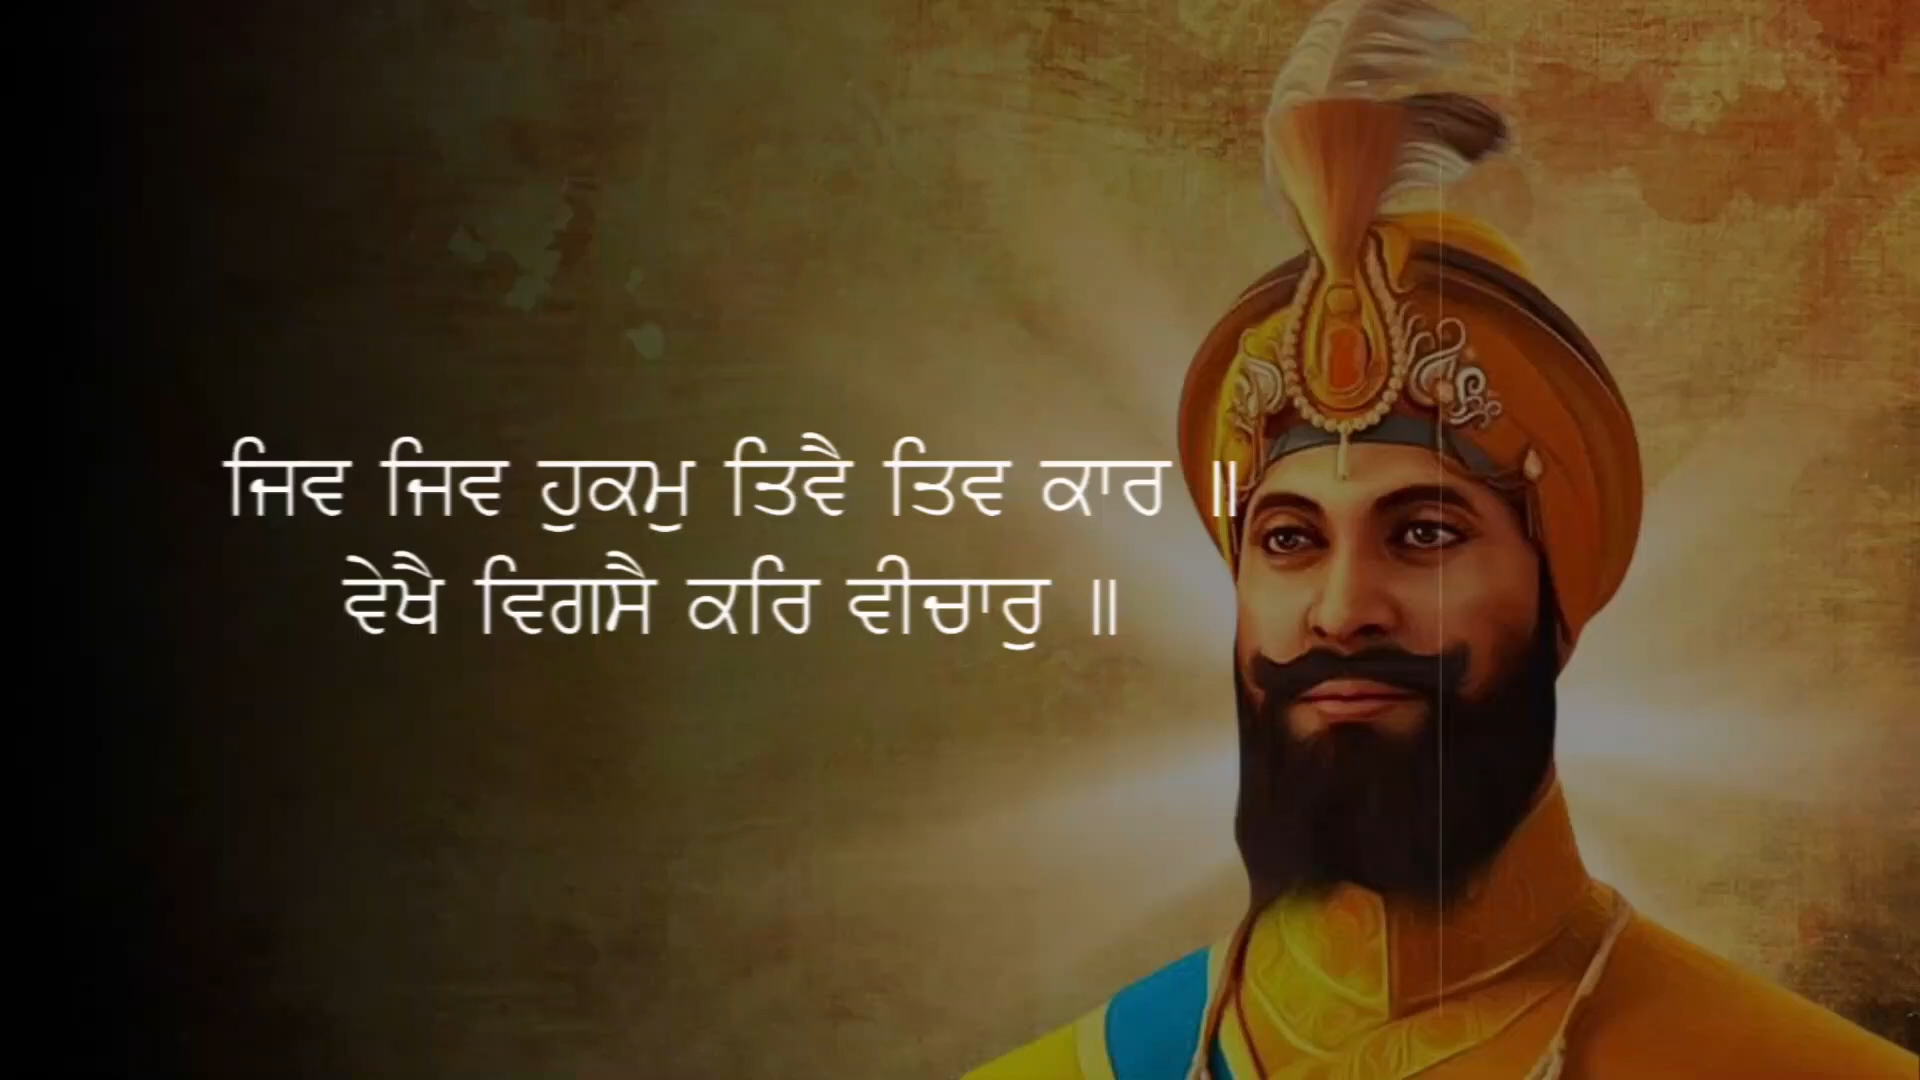 ਜਿਵ ਜਿਵ ਹੁਕਮੁ ਤਿਵੈ ਤਿਵ ਕਾਰ ॥
ਵੇਖੈ ਵਿਗਸੈ ਕਰਿ ਵੀਚਾਰੁ ॥